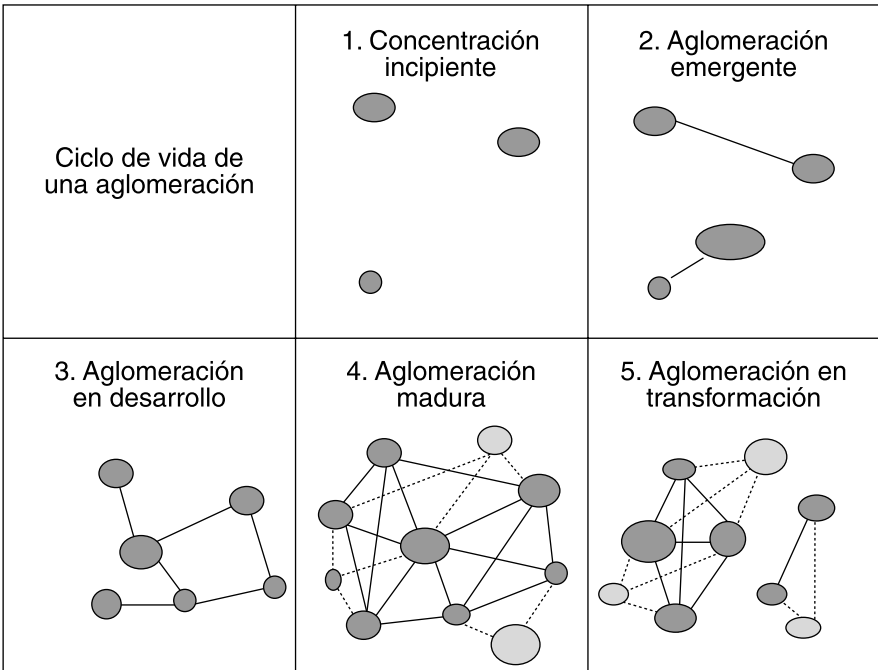 Ciclo de vida de
una aglomeración
1. Concentración
incipiente
2. Aglomeración
emergente
3. Aglomeración
en desarrollo
4. Aglomeración
madura
5. Aglomeración en
transformación